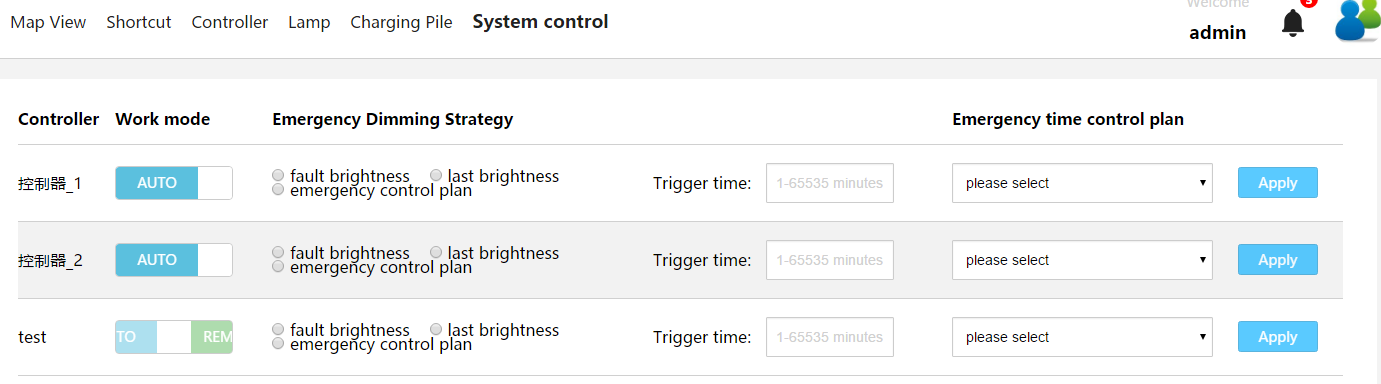 Map View Shortcut Controller Lamp Charging Pile System control
Welcome
admin
Controller Work mode Emergency Dimming Strategy Emergency time control plan
控制器_1 AUTO fault brightness last brightness Trigger time: 1-65535 minutes please select Apply
emergency control plan
控制器_2 AUTO fault brightness last brightness Trigger time: 1-65535 minutes please select Apply
emergency control plan
test TO REM fault brightness last brightness Trigger time: 1-65535 minutes please select Apply
emergency control plan